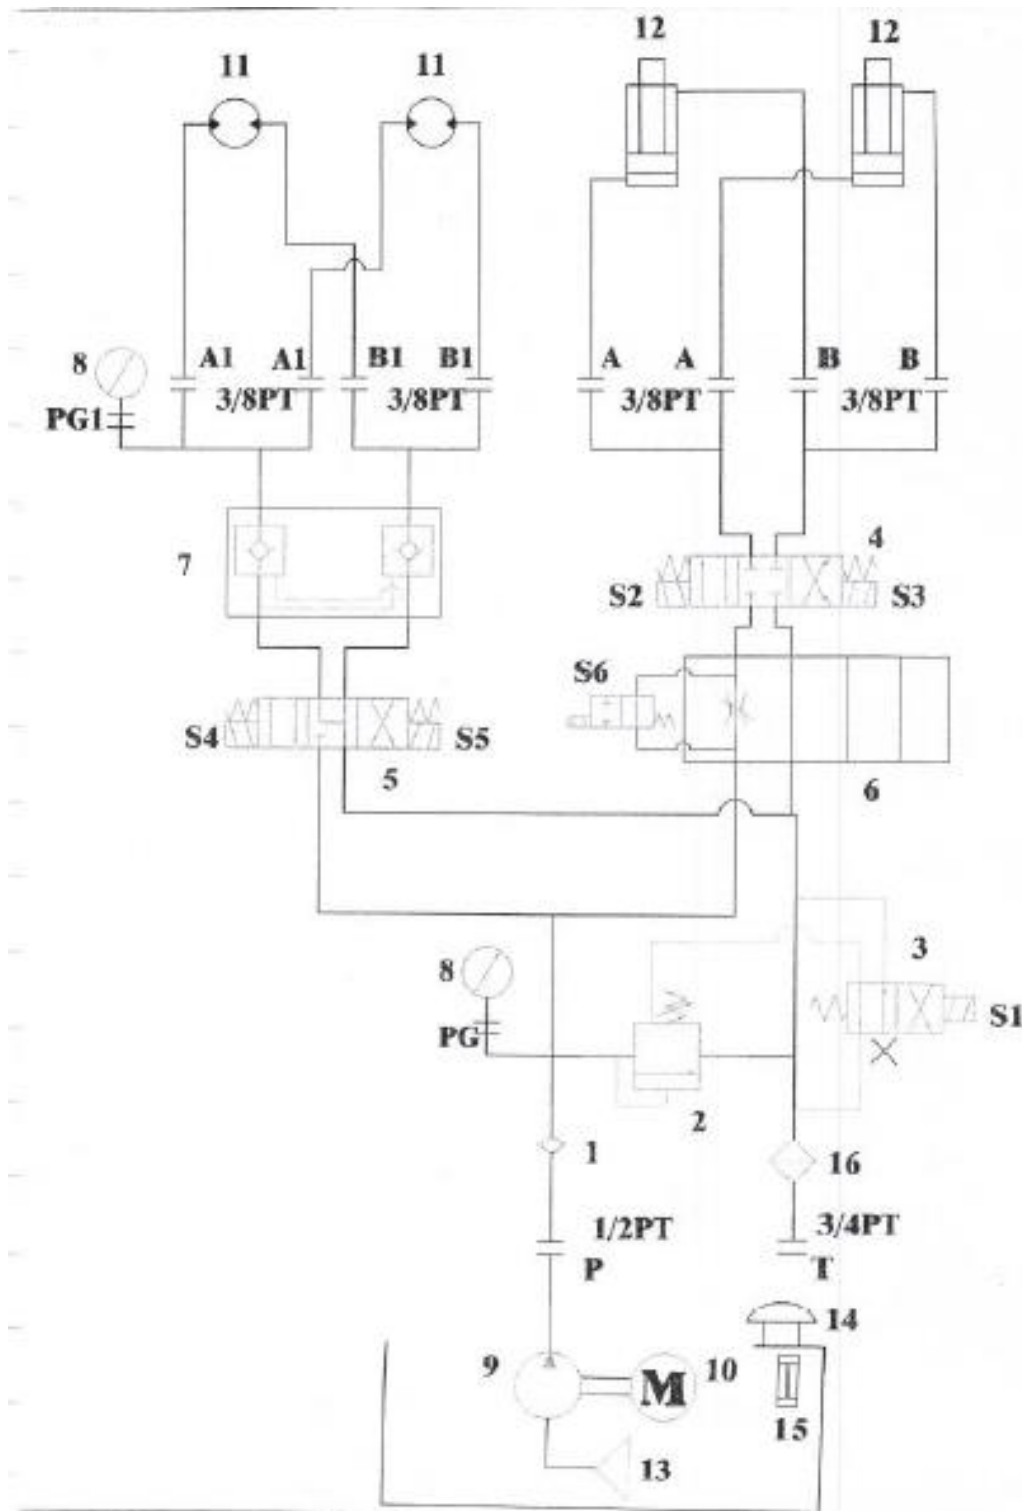 12 12
11 11
8 A1 A1 B1 B1 A A B B
PG1 3/8PT 3/8PT 3/8PT 3/8PT
4
7
S2 S3
S6
S4 S5
5 6
8 3
PG S1
2
1 16
1/2PT 3/4PT
P T
14
9 M 10
15
13